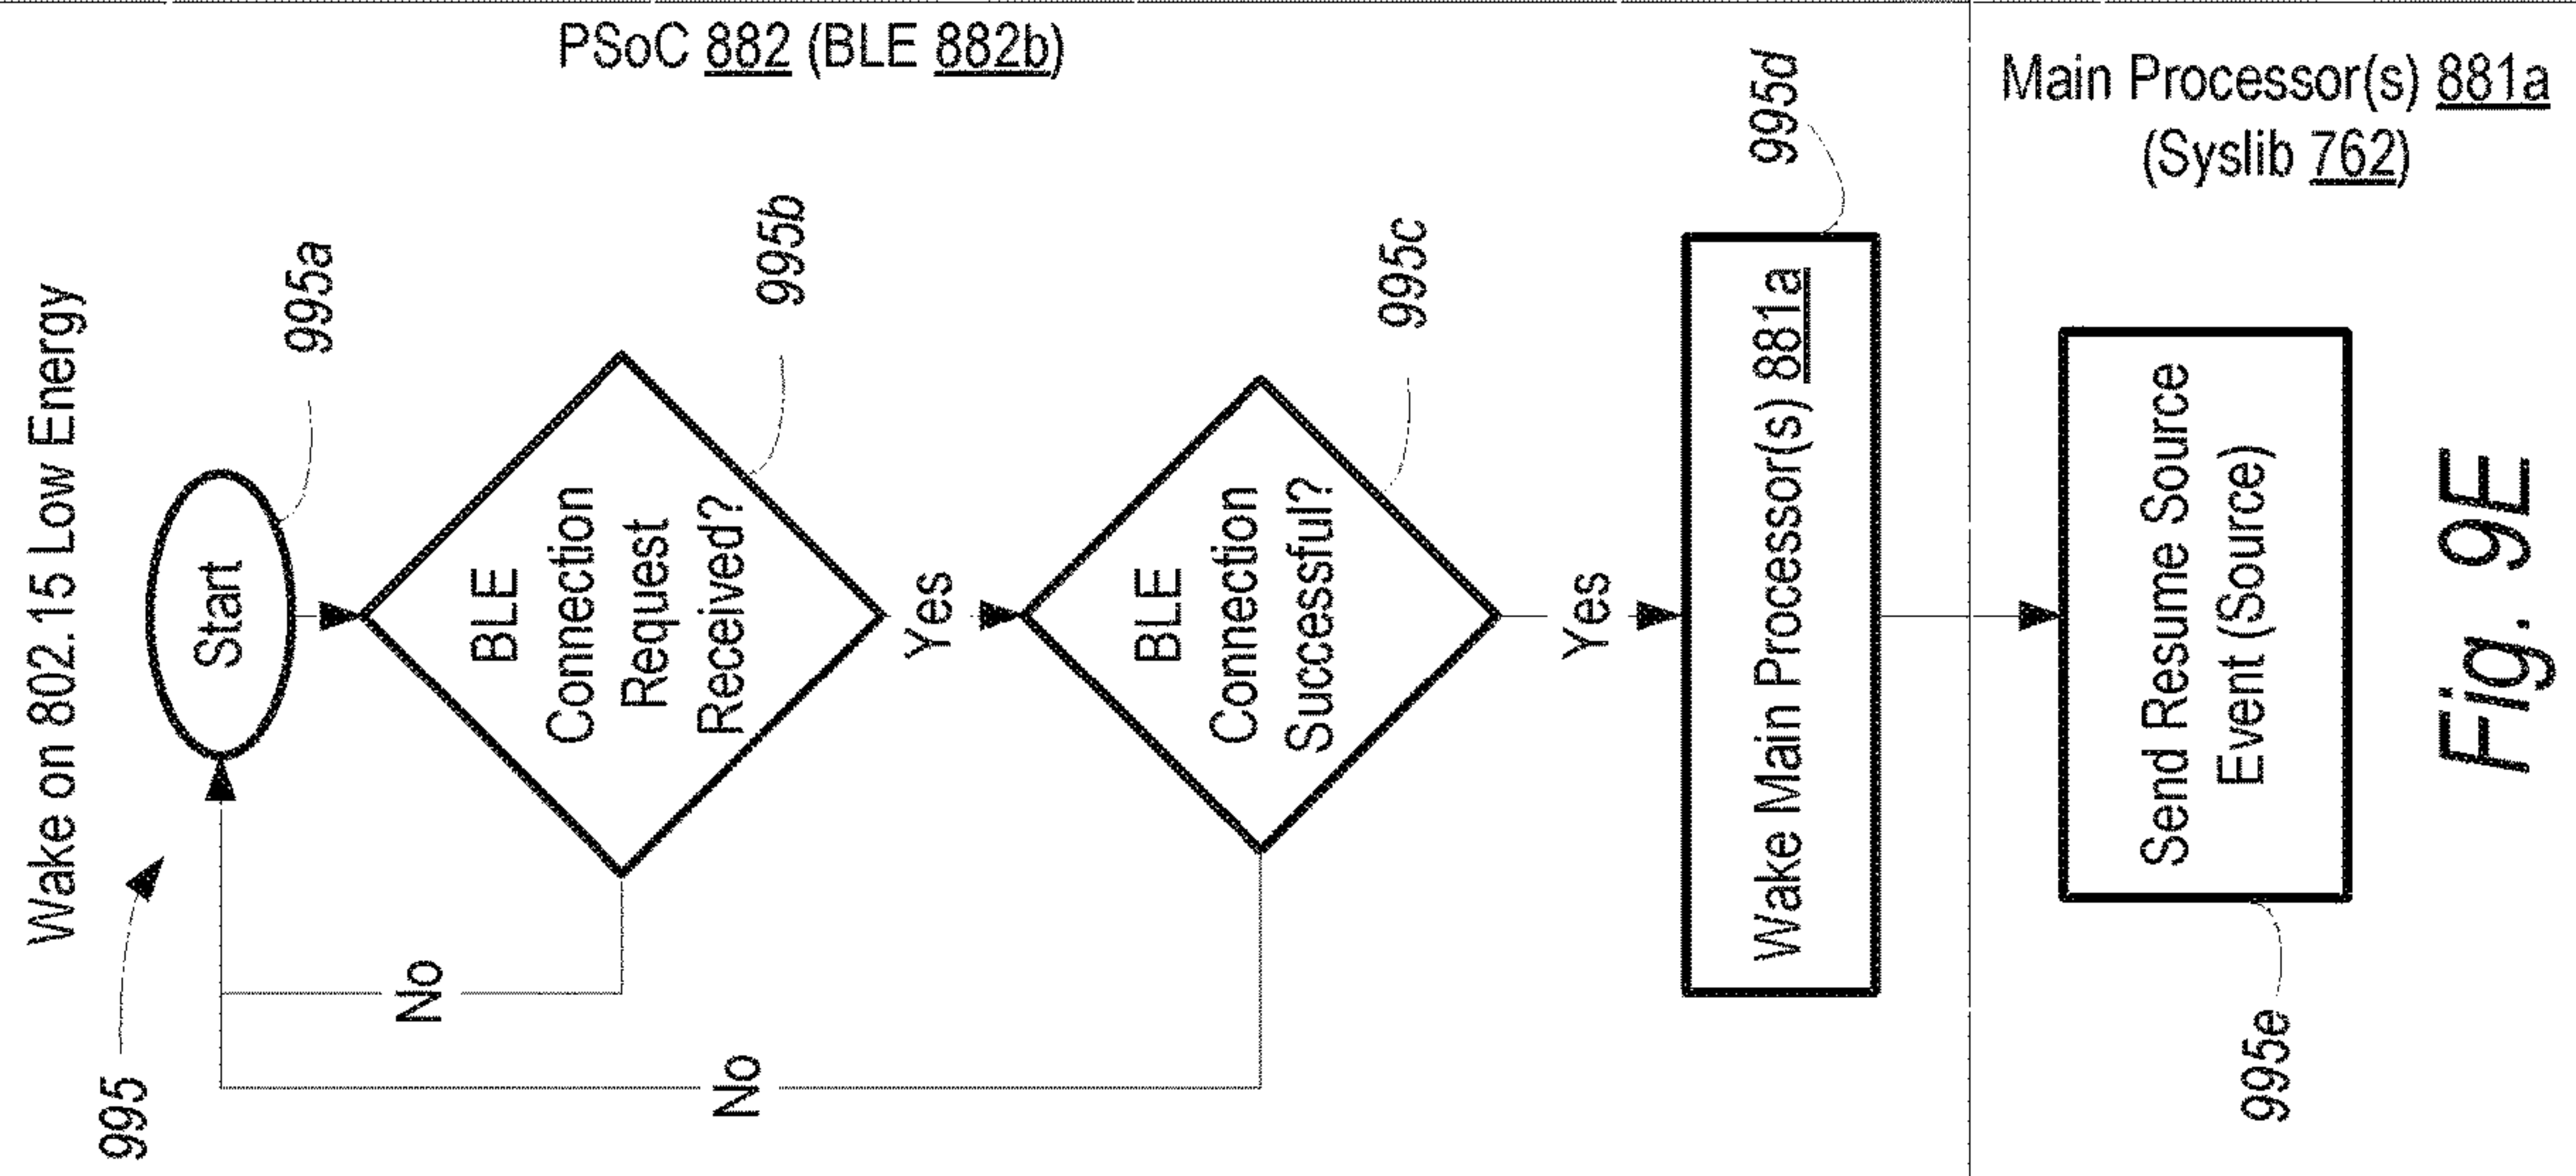 PSoC 882 (BLE 882b)
Main Processor(s) 881a
(Syslib 762)
Wake on 802.15 Low Energy
995
Start
995a
BLE
Connection
Request
Received?
995b
No
Yes
BLE
Connection
Successful?
995c
No
Yes
Wake Main Processor(s) 881a
995d
Send Resume Source
Event (Source)
995e
Fig. 9E